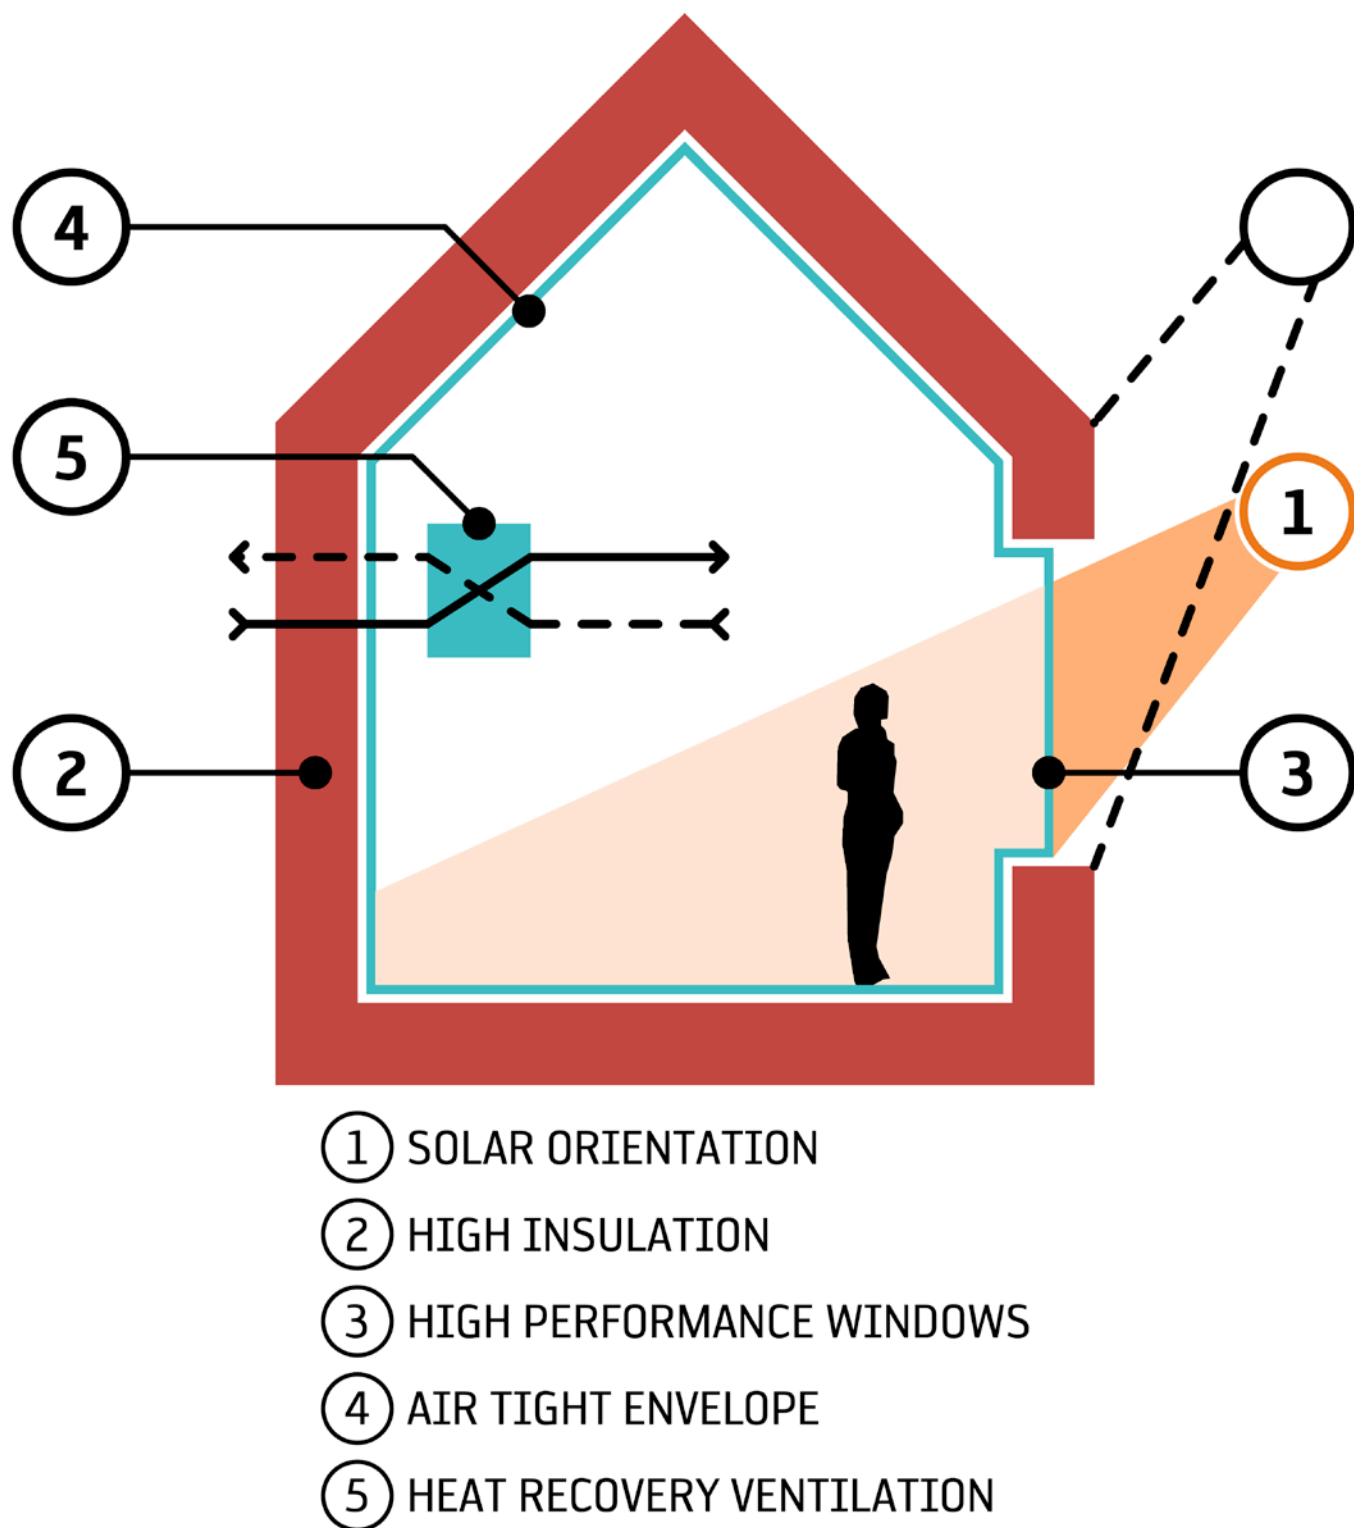 4
5
1
2
3
1 SOLAR ORIENTATION
2 HIGH INSULATION
3 HIGH PERFORMANCE WINDOWS
4 AIR TIGHT ENVELOPE
5 HEAT RECOVERY VENTILATION